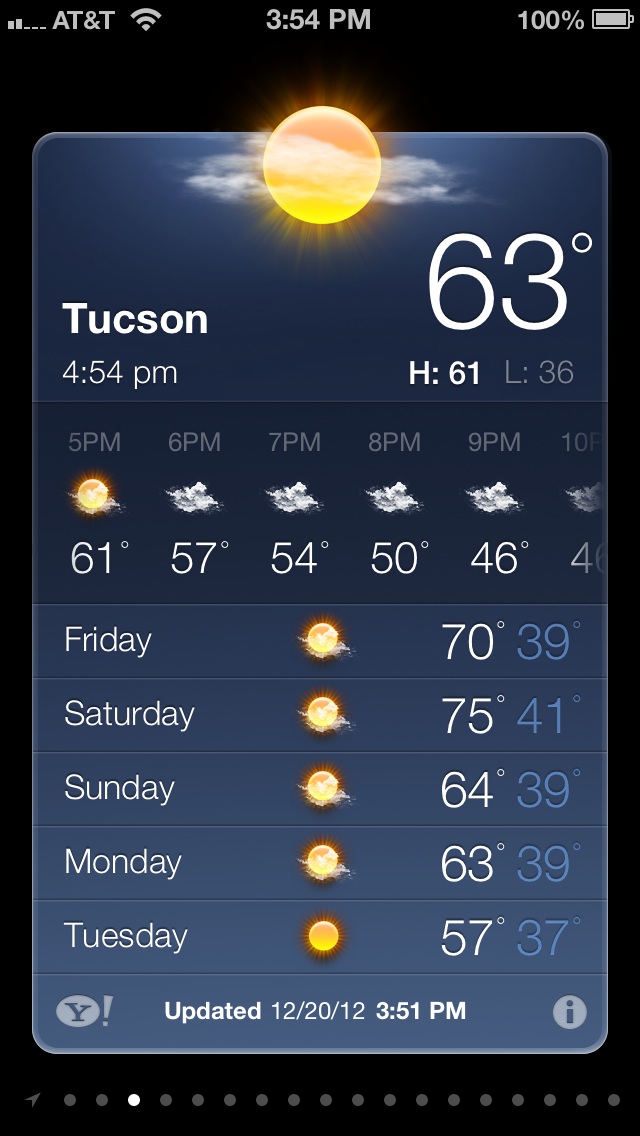 AT&T 3:54 PM 100%
63°
Tucson
4:54 pm H: 61 L: 36
5PM 6PM 7PM 8PM 9PM 10P
61° 57° 54° 50° 46° 46
Friday 70° 39°
Saturday 75° 41°
Sunday 64° 39°
Monday 63° 39°
Tuesday 57° 37°
Y! Updated 12/20/12 3:51 PM i